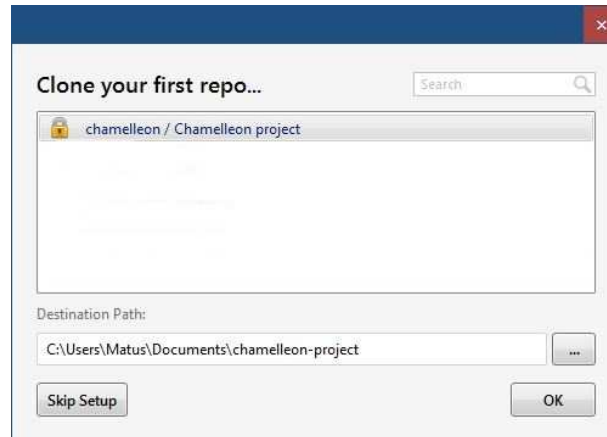 Clone your first repo...
Search
chamelleon / Chamelleon project
Destination Path:
C:\Users\Matus\Documents\chamelleon-project
...
Skip Setup
OK